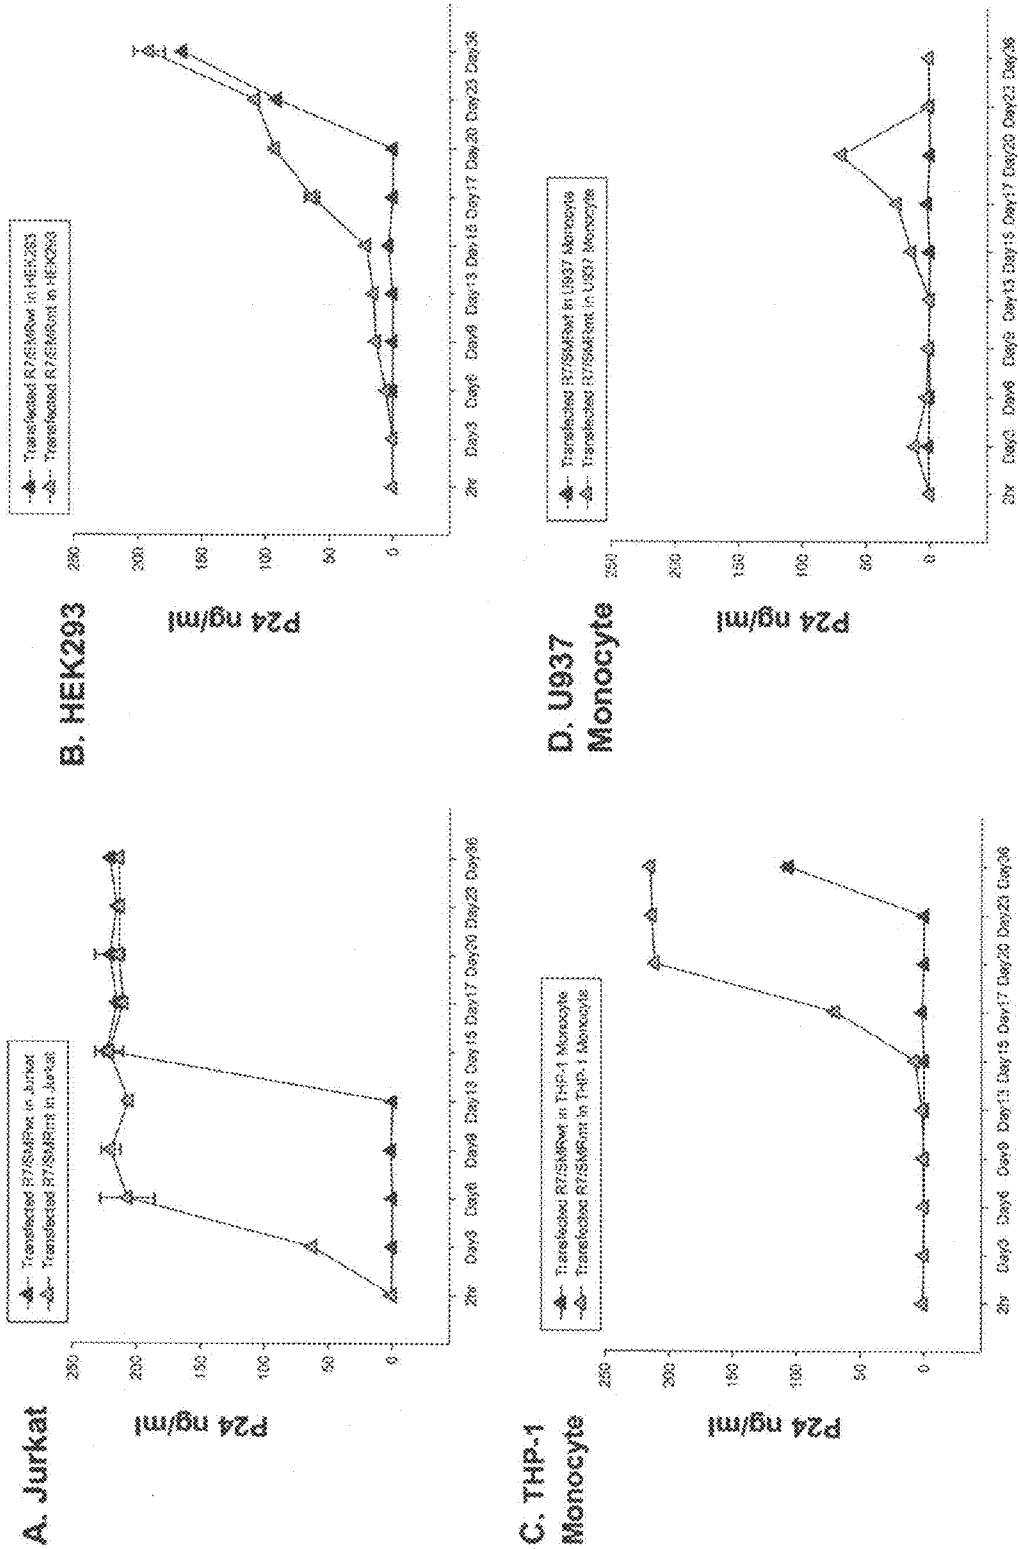 A. Jurkat
Transfected R7/SMRwt in Jurkat
Transfected R7/SMRmt in Jurkat
P24 ng/ml
250
200
150
100
50
0
2hr Day3 Day6 Day9 Day13 Day15 Day17 Day20 Day23 Day36
B. HEK293
Transfected R7/SMRwt in HEK293
Transfected R7/SMRmt in HEK293
P24 ng/ml
250
200
150
100
50
0
2hr Day3 Day6 Day9 Day13 Day15 Day17 Day20 Day23 Day36
C. THP-1
Monocyte
Transfected R7/SMRwt in THP-1 Monocyte
Transfected R7/SMRmt in THP-1 Monocyte
P24 ng/ml
250
200
150
100
50
0
2hr Day3 Day6 Day9 Day13 Day15 Day17 Day20 Day23 Day36
D. U937
Monocyte
Transfected R7/SMRwt in U937 Monocyte
Transfected R7/SMRmt in U937 Monocyte
P24 ng/ml
250
200
150
100
50
0
2hr Day3 Day6 Day9 Day13 Day15 Day17 Day20 Day23 Day36